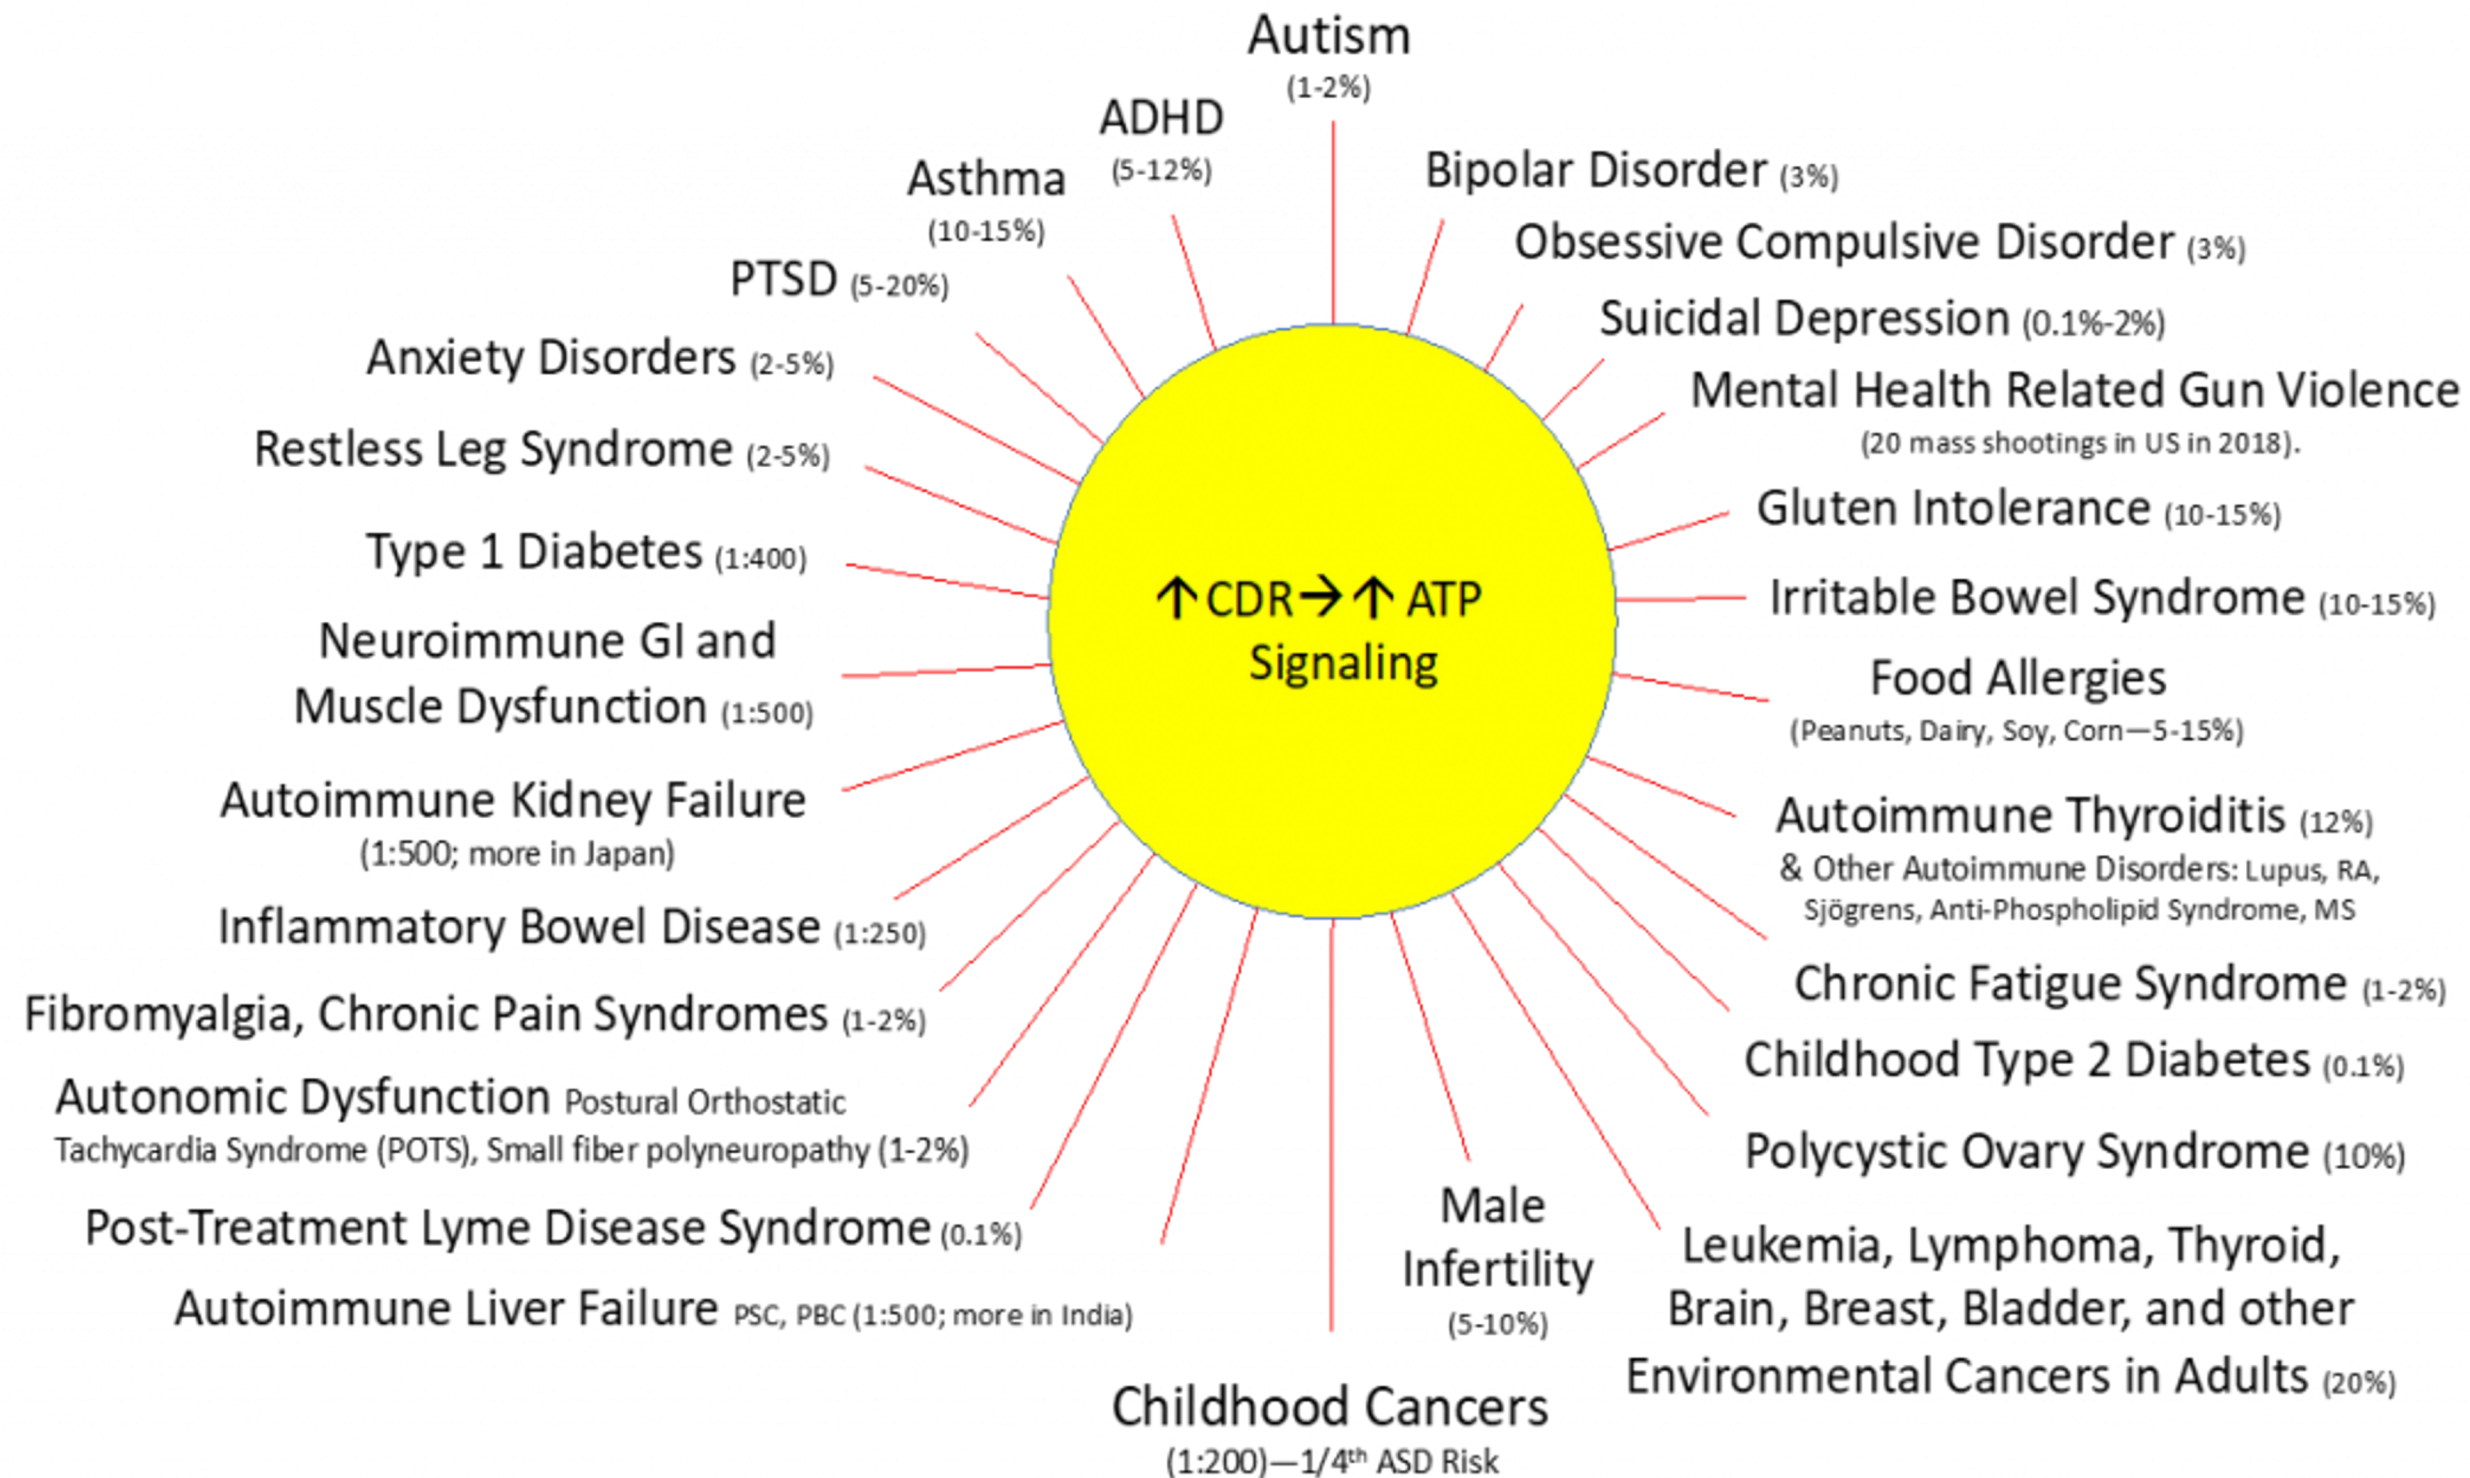 Autism
(1-2%)
ADHD
(5-12%)
Asthma
(10-15%)
PTSD (5-20%)
Anxiety Disorders (2-5%)
Restless Leg Syndrome (2-5%)
Type 1 Diabetes (1:400)
Neuroimmune GI and
Muscle Dysfunction (1:500)
Autoimmune Kidney Failure
(1:500; more in Japan)
Inflammatory Bowel Disease (1:250)
Fibromyalgia, Chronic Pain Syndromes (1-2%)
Autonomic Dysfunction Postural Orthostatic
Tachycardia Syndrome (POTS), Small fiber polyneuropathy (1-2%)
Post-Treatment Lyme Disease Syndrome (0.1%)
Autoimmune Liver Failure PSC, PBC (1:500; more in India)
↑ CDR→↑ ATP
Signaling
Bipolar Disorder (3%)
Obsessive Compulsive Disorder (3%)
Suicidal Depression (0.1%-2%)
Mental Health Related Gun Violence
(20 mass shootings in US in 2018).
Gluten Intolerance (10-15%)
Irritable Bowel Syndrome (10-15%)
Food Allergies
(Peanuts, Dairy, Soy, Corn—5-15%)
Autoimmune Thyroiditis (12%)
& Other Autoimmune Disorders: Lupus, RA,
Sjögrens, Anti-Phospholipid Syndrome, MS
Chronic Fatigue Syndrome (1-2%)
Childhood Type 2 Diabetes (0.1%)
Polycystic Ovary Syndrome (10%)
Leukemia, Lymphoma, Thyroid,
Brain, Breast, Bladder, and other
Environmental Cancers in Adults (20%)
Male
Infertility
(5-10%)
Childhood Cancers
(1:200)—1/4th ASD Risk